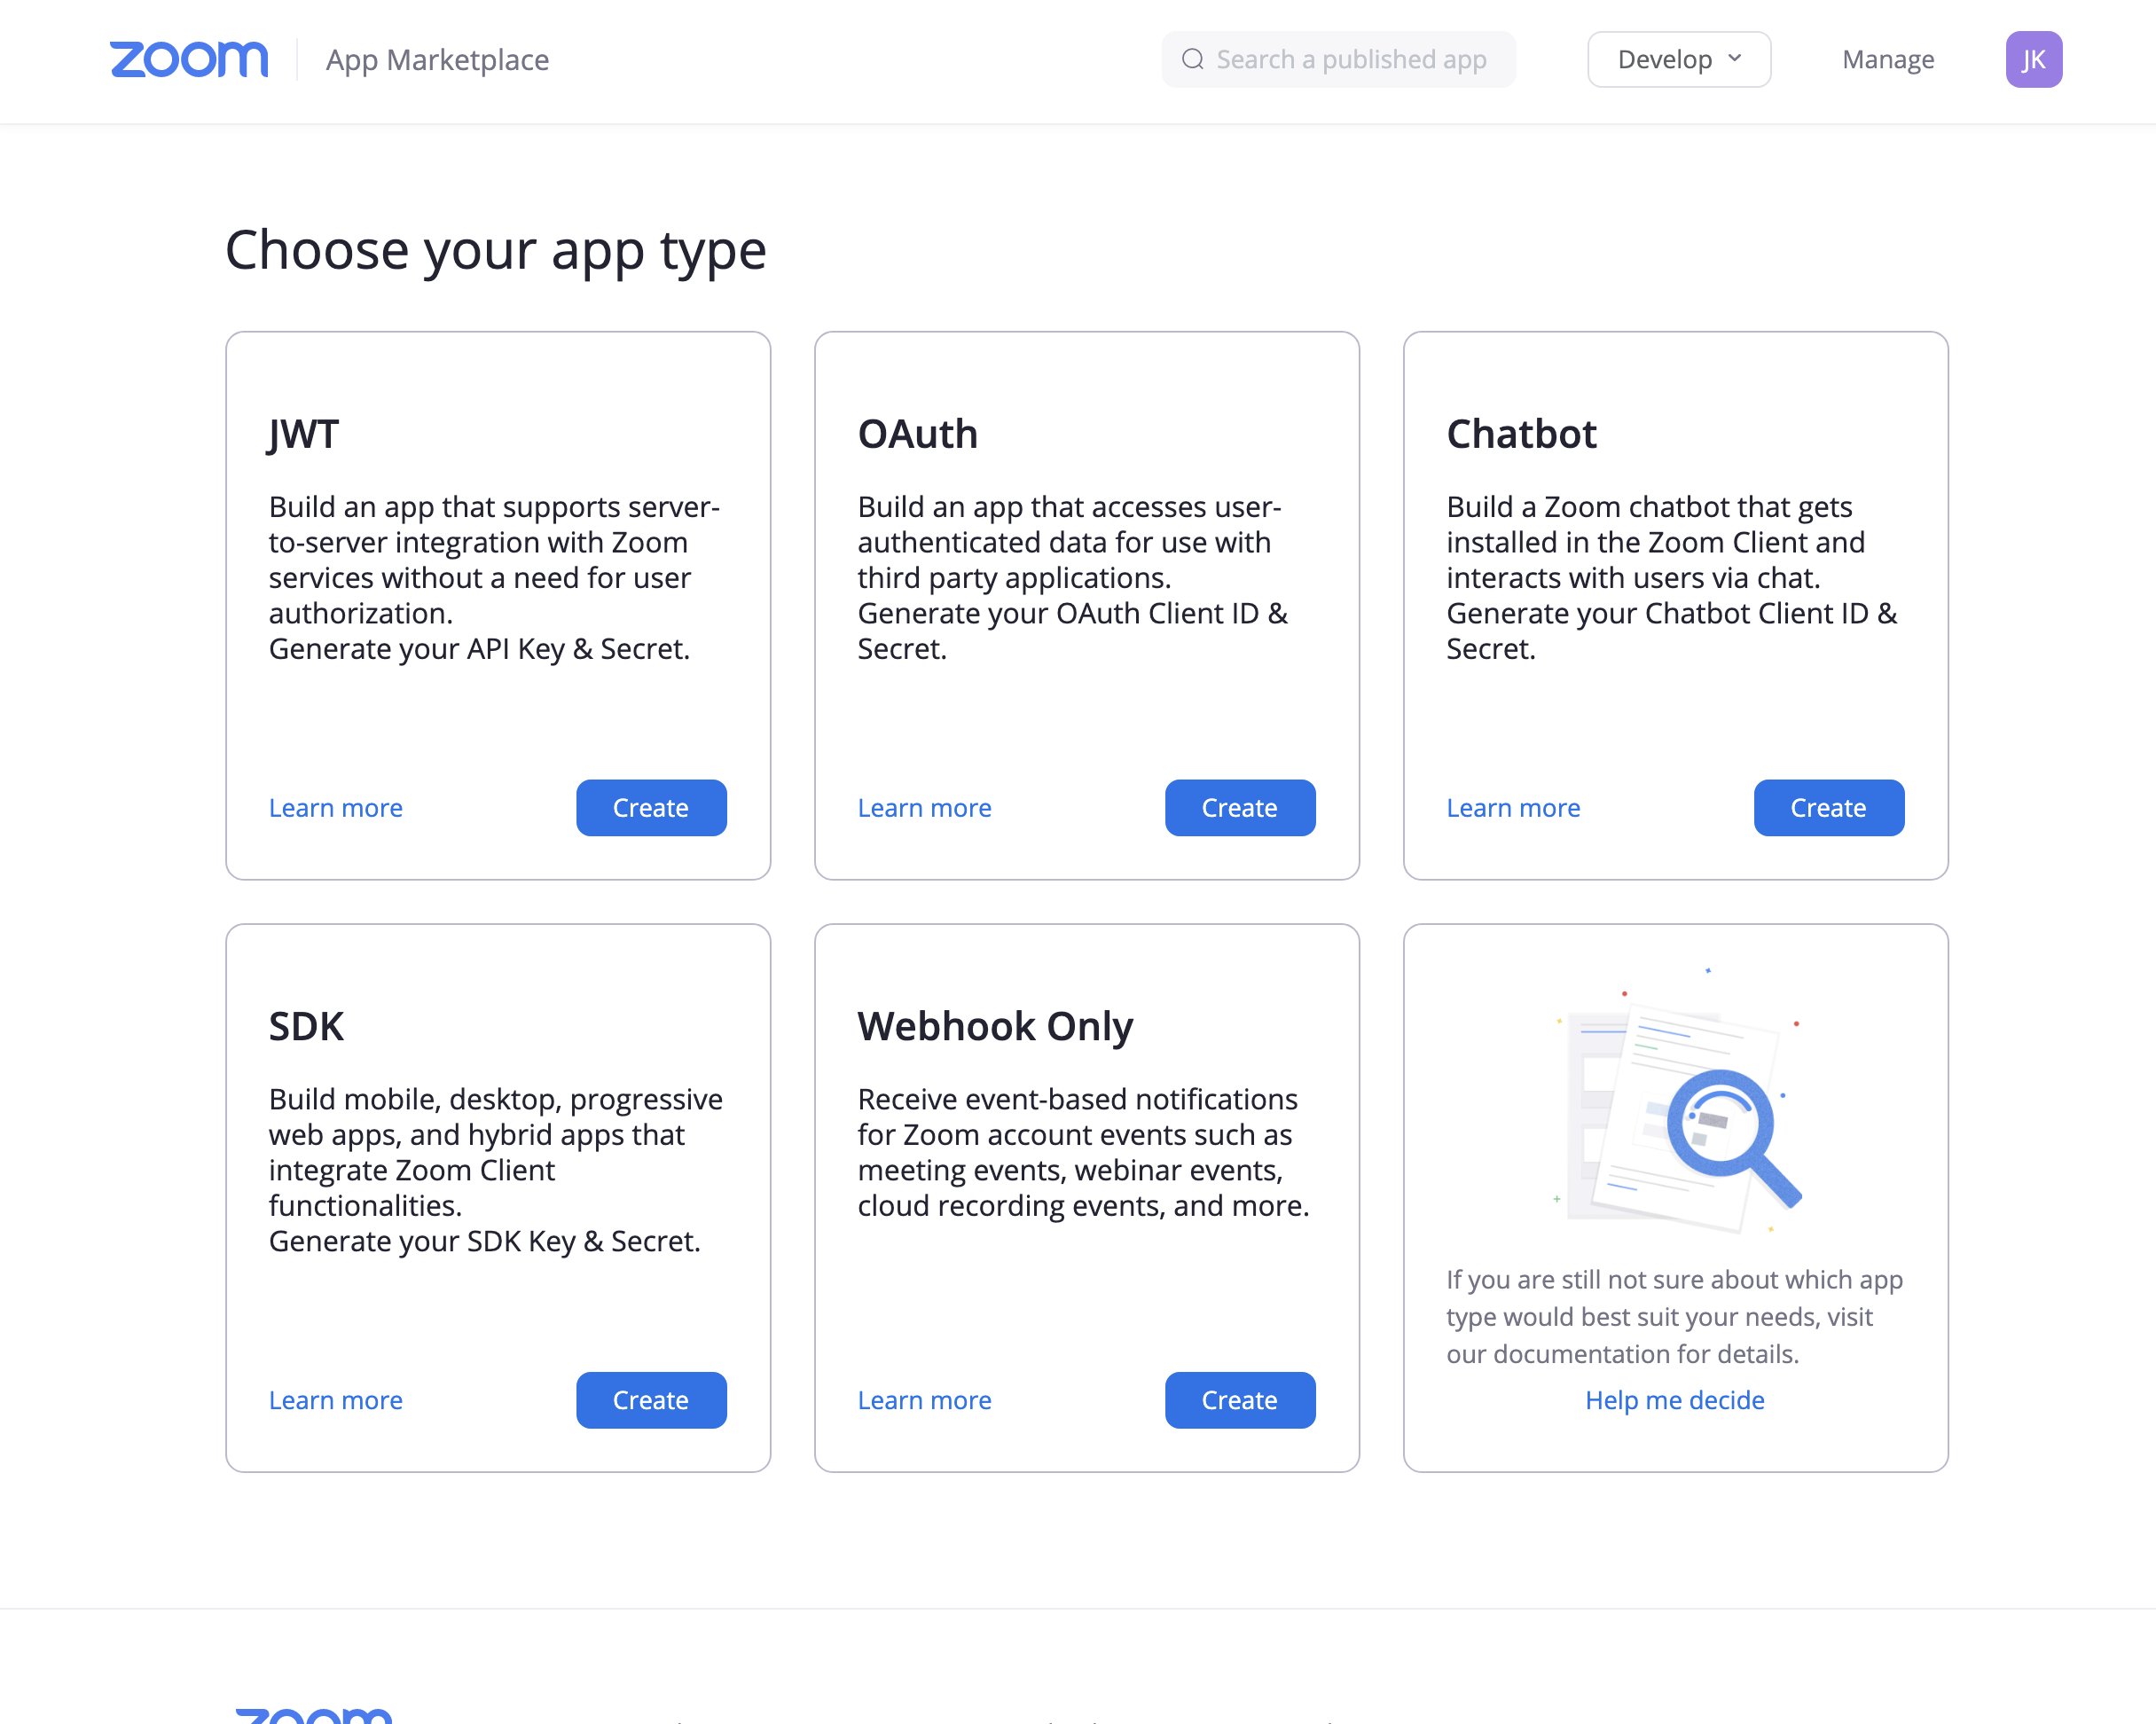 zoom
App Marketplace
Search a published app
Develop
Manage
JK
Choose your app type
JWT
Build an app that supports server-
to-server integration with Zoom
services without a need for user
authorization.
Generate your API Key & Secret.
Learn more
Create
OAuth
Build an app that accesses user-
authenticated data for use with
third party applications.
Generate your OAuth Client ID &
Secret.
Learn more
Create
Chatbot
Build a Zoom chatbot that gets
installed in the Zoom Client and
interacts with users via chat.
Generate your Chatbot Client ID &
Secret.
Learn more
Create
SDK
Build mobile, desktop, progressive
web apps, and hybrid apps that
integrate Zoom Client
functionalities.
Generate your SDK Key & Secret.
Learn more
Create
Webhook Only
Receive event-based notifications
for Zoom account events such as
meeting events, webinar events,
cloud recording events, and more.
Learn more
Create
If you are still not sure about which app
type would best suit your needs, visit
our documentation for details.
Help me decide
zoom